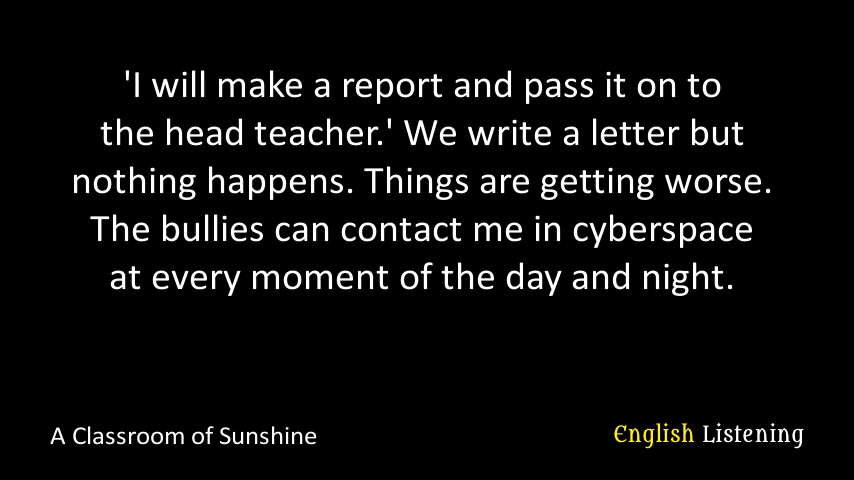 'I will make a report and pass it on to
the head teacher.' We write a letter but
nothing happens. Things are getting worse.
The bullies can contact me in cyberspace
at every moment of the day and night.
A Classroom of Sunshine
English Listening